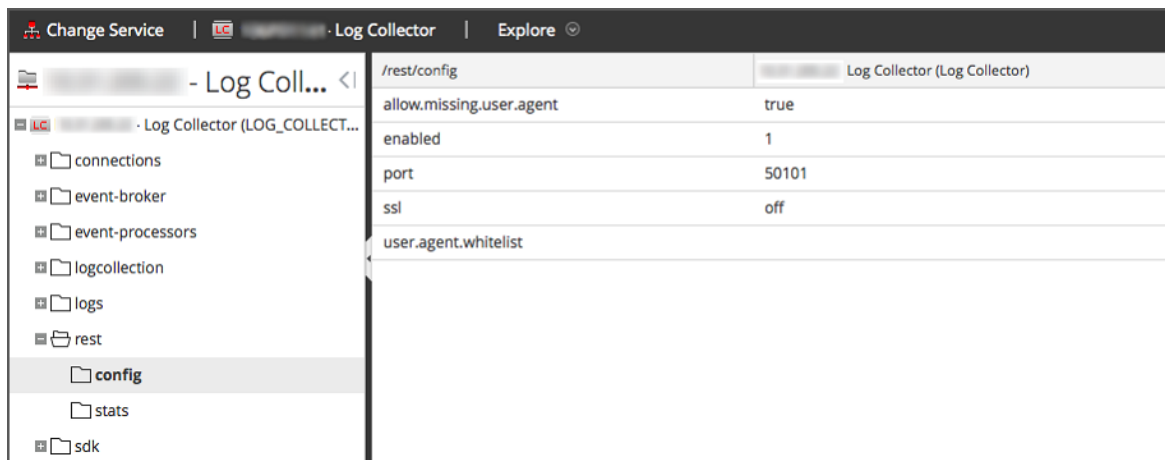 Change Service | LC · Log Collector | Explore
- Log Coll...
LC · Log Collector (LOG_COLLECT...
connections
event-broker
event-processors
logcollection
logs
rest
config
stats
sdk
/rest/config Log Collector (Log Collector)
allow.missing.user.agent true
enabled 1
port 50101
ssl off
user.agent.whitelist